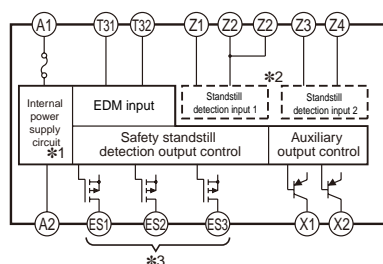 A1 T31 T32 Z1 Z2 Z2 Z3 Z4
*2
Internal
power
supply
circuit
*1
EDM input
Standstill
detection input 1
Standstill
detection input 2
Safety standstill
detection output control
Auxiliary
output control
A2 ES1 ES2 ES3 X1 X2
*3